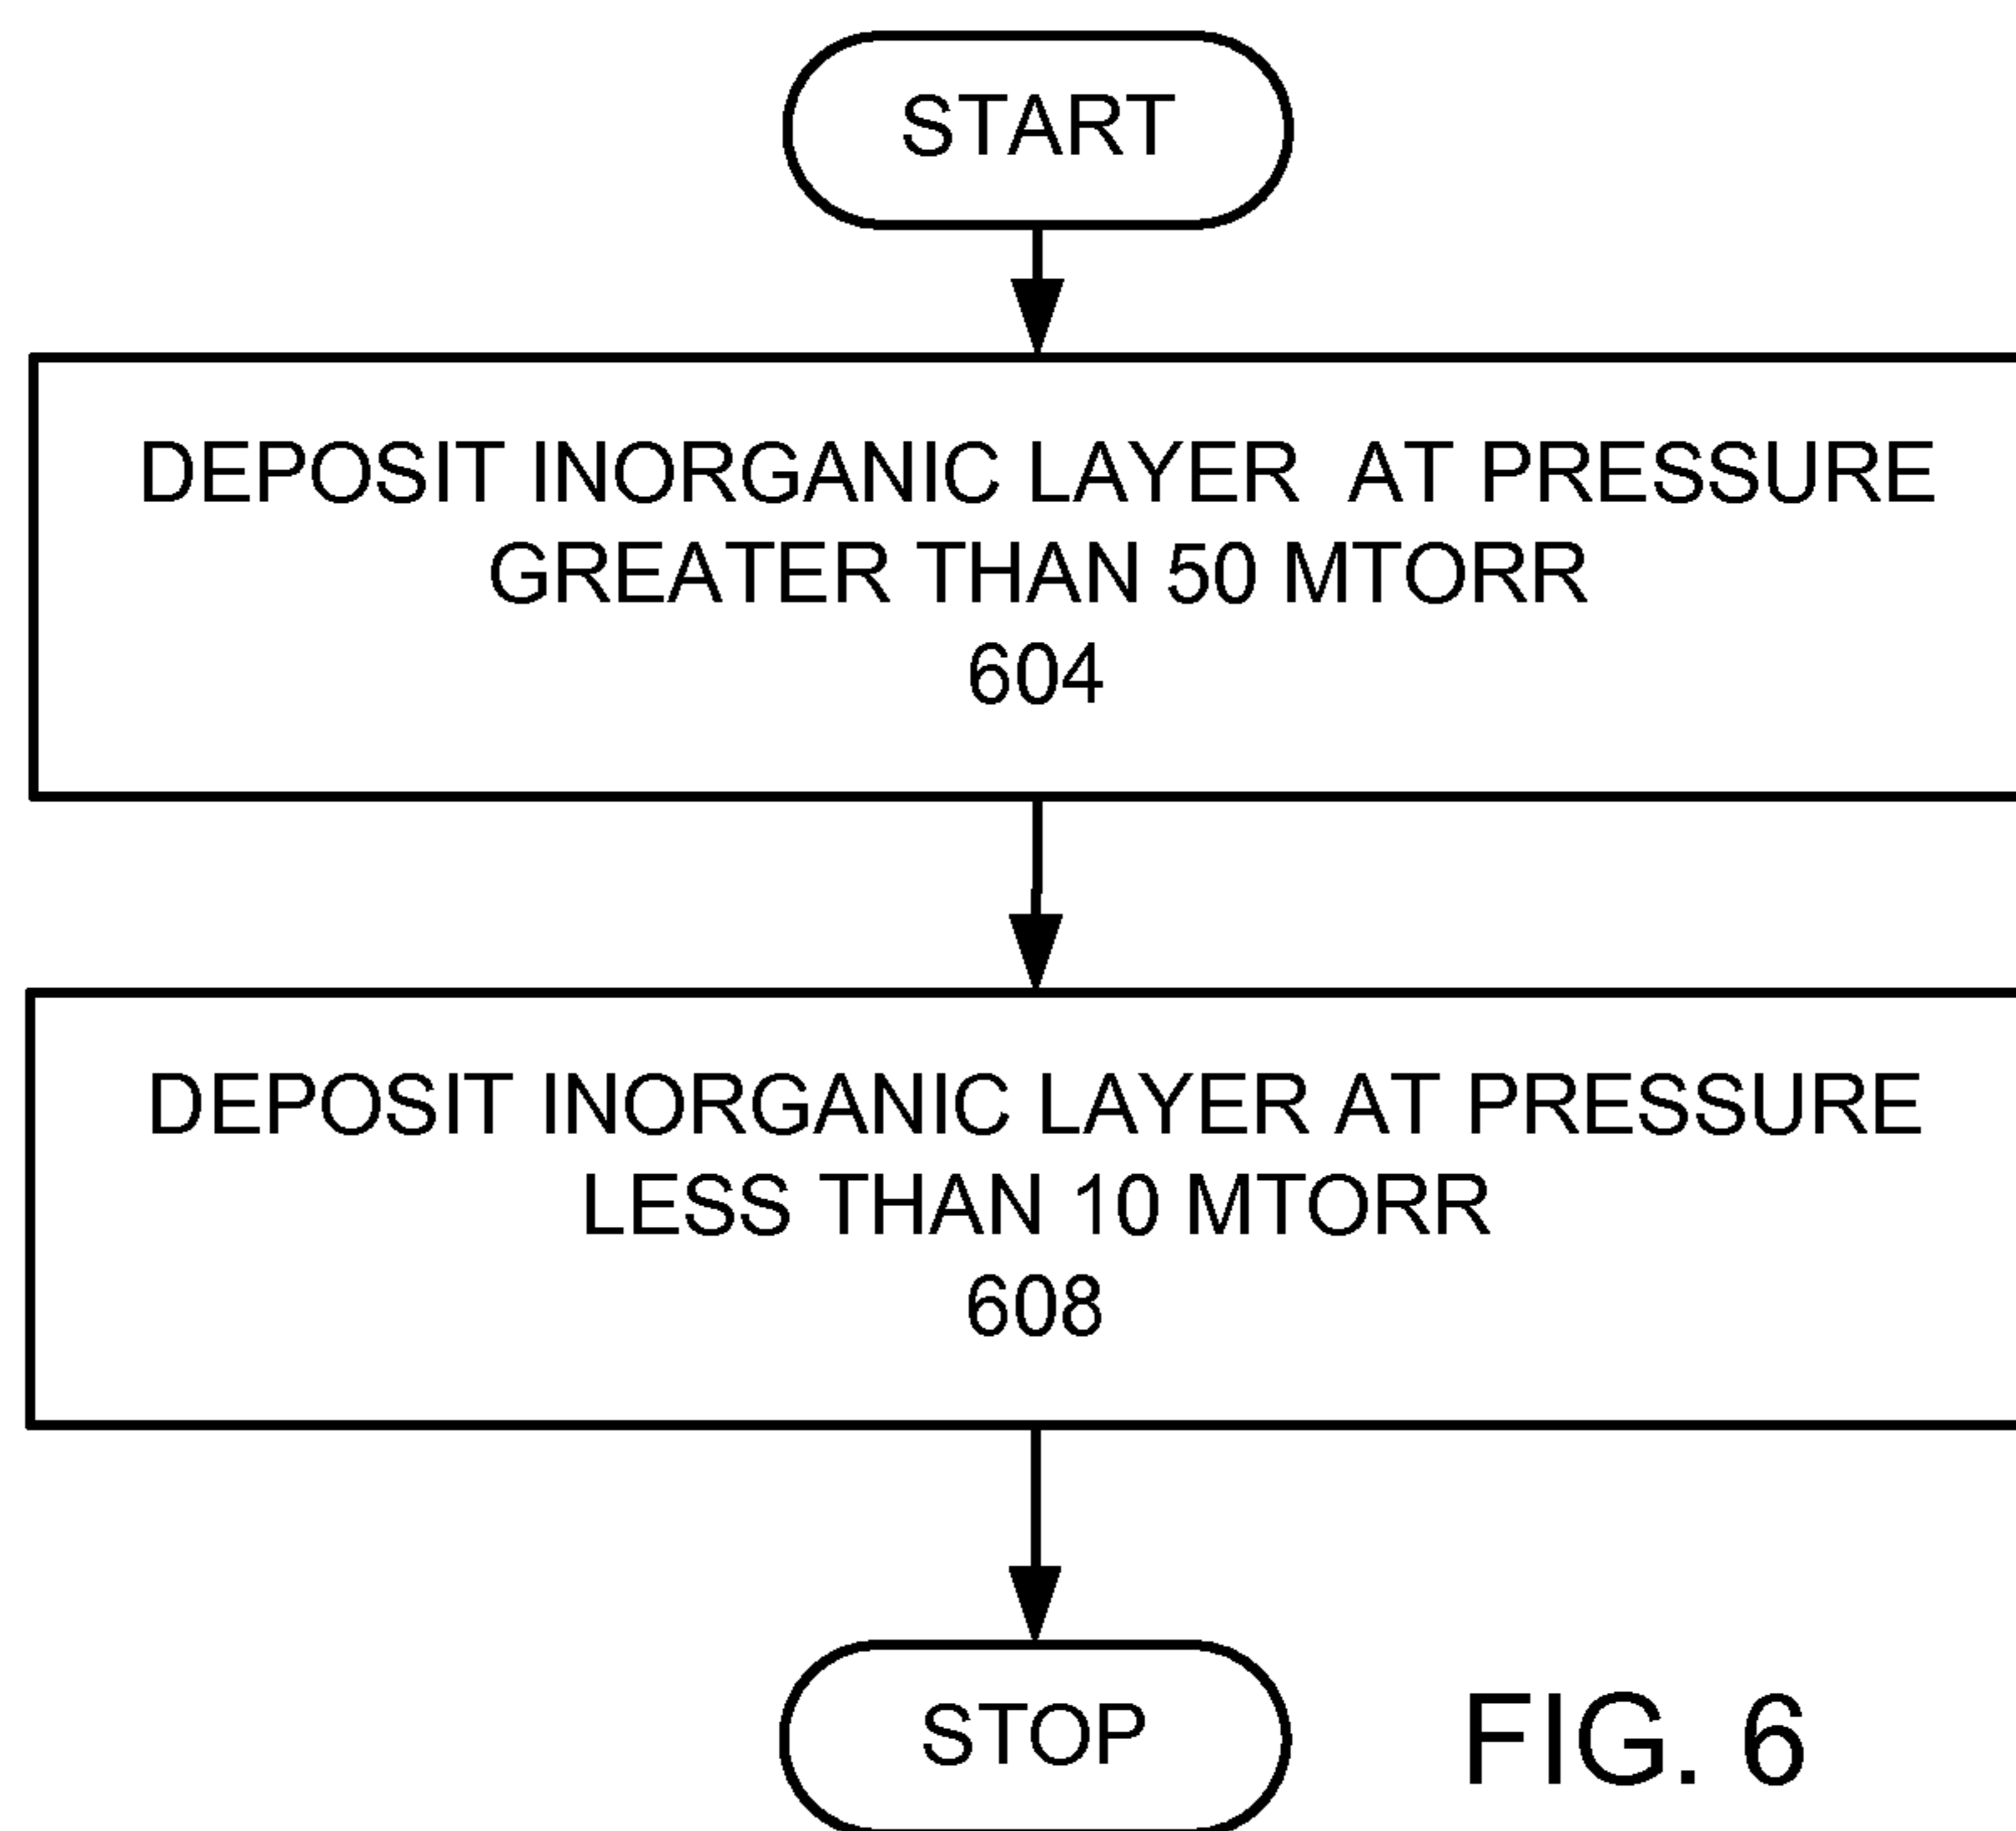 START
DEPOSIT INORGANIC LAYER AT PRESSURE
GREATER THAN 50 MTORR
604
DEPOSIT INORGANIC LAYER AT PRESSURE
LESS THAN 10 MTORR
608
STOP
FIG. 6